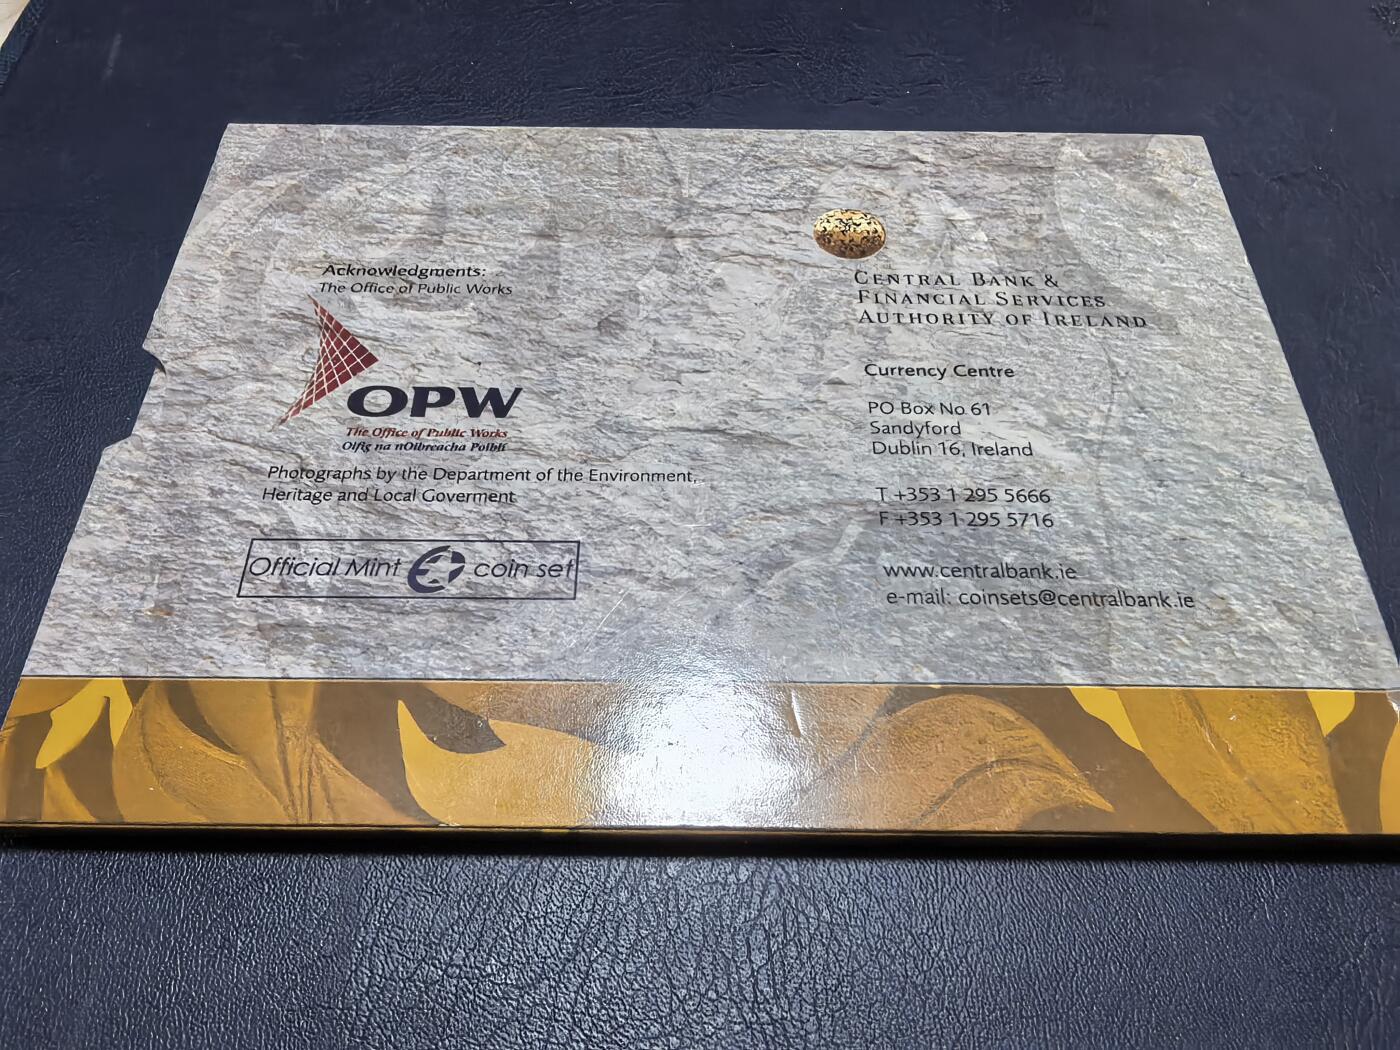 Acknowledgments:
The Office of Public Works
OPW
The Office of Public Works
Oifig na nOibreacha Poiblí
Photographs by the Department of the Environment,
Heritage and Local Goverment
Official Mint coin set
CENTRAL BANK &
FINANCIAL SERVICES
AUTHORITY OF IRELAND
Currency Centre
PO Box No 61
Sandyford
Dublin 16, Ireland
T +353 1 295 5666
F +353 1 295 5716
www.centralbank.ie
e-mail: coinsets@centralbank.ie